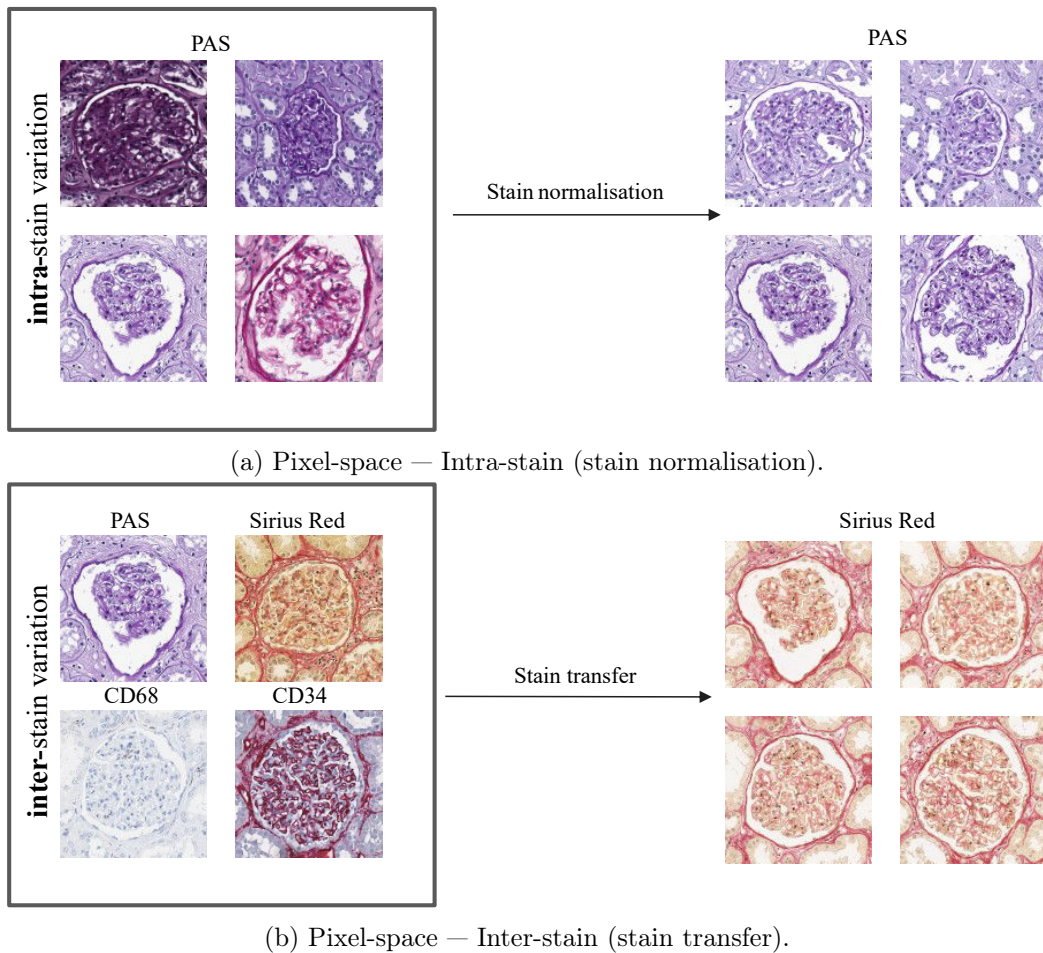 PAS
PAS
intra-stain variation
Stain normalisation
(a) Pixel-space — Intra-stain (stain normalisation).
PAS
Sirius Red
Sirius Red
inter-stain variation
Stain transfer
CD68
CD34
(b) Pixel-space — Inter-stain (stain transfer).